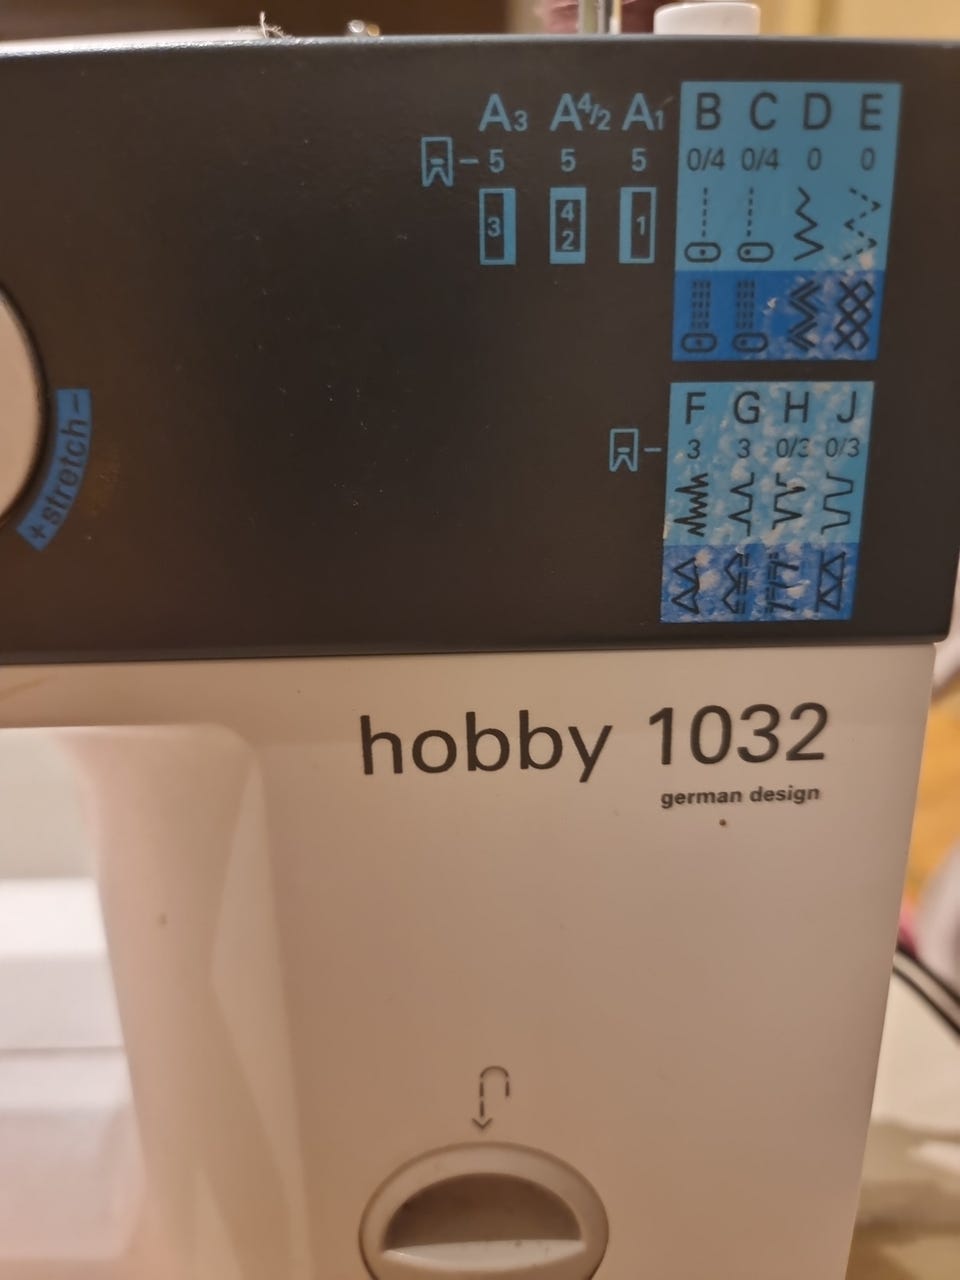 A3 A4/2 A1 B C D E
5 5 5 0/4 0/4 0 0
3 4 1
2
+stretch-
F G H J
3 3 0/3 0/3
hobby 1032
german design